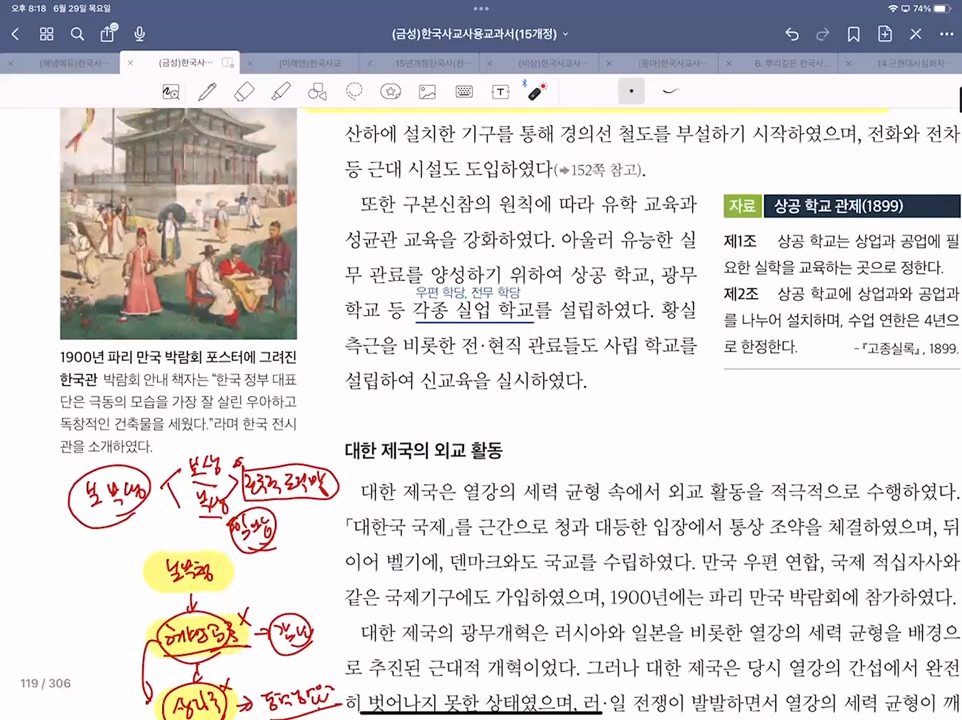 오후 8:18 6월 29일 목요일
74%
(금성)한국사교사용교과서(15개정)
(해냄에듀)한국사…
(금성)한국사…
(미래엔)한국사교
15년개정한국사(천…
(비상)한국사교사…
(동아)한국사교사…
6. 뿌리깊은 한국사…
14.근현대사심화자…
산하에 설치한 기구를 통해 경의선 철도를 부설하기 시작하였으며, 전화와 전차
등 근대 시설도 도입하였다(➡152쪽 참고).
또한 구본신참의 원칙에 따라 유학 교육과
성균관 교육을 강화하였다. 아울러 유능한 실
무 관료를 양성하기 위하여 상공 학교, 광무
우편 학당, 전무 학당
학교 등 각종 실업 학교를 설립하였다. 황실
측근을 비롯한 전·현직 관료들도 사립 학교를
설립하여 신교육을 실시하였다.
자료 상공 학교 관제(1899)
제1조 상공 학교는 상업과 공업에 필
요한 실학을 교육하는 곳으로 정한다.
제2조 상공 학교에 상업과와 공업과
를 나누어 설치하며, 수업 연한은 4년으
로 한정한다. -『고종실록』, 1899.
1900년 파리 만국 박람회 포스터에 그려진
한국관 박람회 안내 책자는 “한국 정부 대표
단은 극동의 모습을 가장 잘 살린 우아하고
독창적인 건축물을 세웠다.”라며 한국 전시
관을 소개하였다.
보부상
보상
부상
보부청
혜민공국
상리국
대한 제국의 외교 활동
대한 제국은 열강의 세력 균형 속에서 외교 활동을 적극적으로 수행하였다.
「대한국 국제」를 근간으로 청과 대등한 입장에서 통상 조약을 체결하였으며, 뒤
이어 벨기에, 덴마크와도 국교를 수립하였다. 만국 우편 연합, 국제 적십자사와
같은 국제기구에도 가입하였으며, 1900년에는 파리 만국 박람회에 참가하였다.
대한 제국의 광무개혁은 러시아와 일본을 비롯한 열강의 세력 균형을 배경으
로 추진된 근대적 개혁이었다. 그러나 대한 제국은 당시 열강의 간섭에서 완전
히 벗어나지 못한 상태였으며, 러·일 전쟁이 발발하면서 열강의 세력 균형이 깨
119 / 306